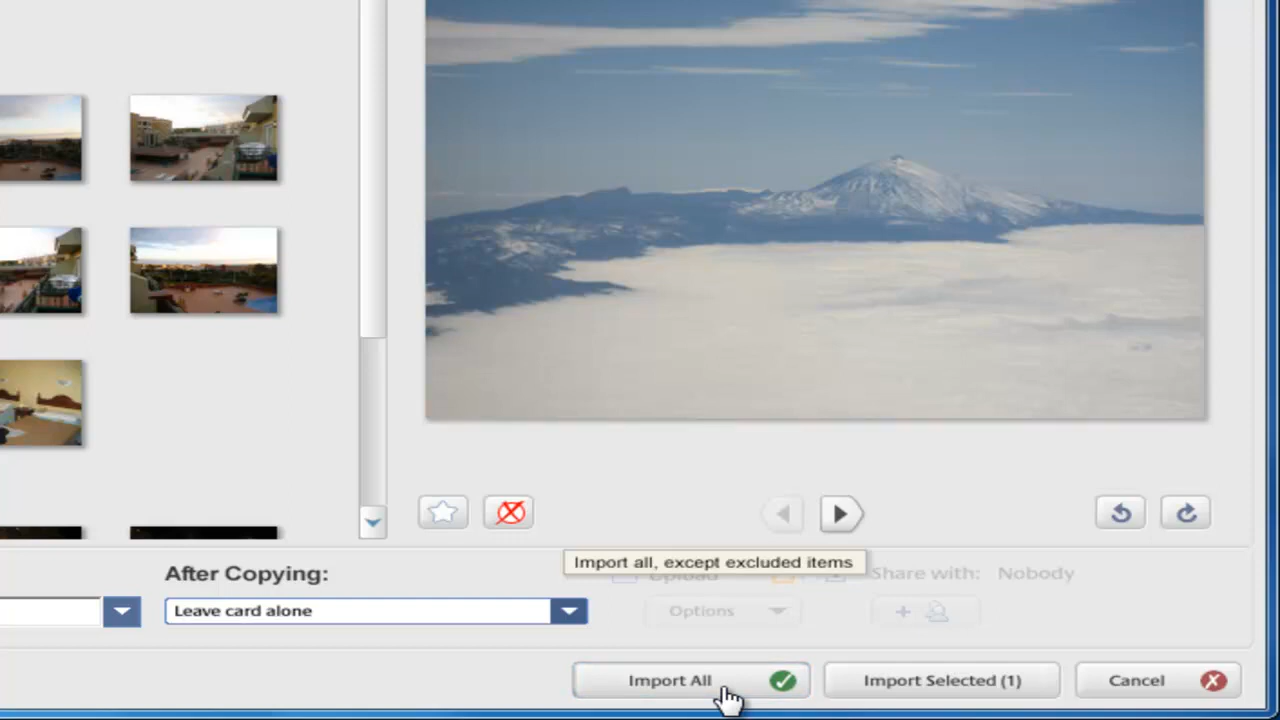 Import all, except excluded items
After Copying:
Upload
Share with: Nobody
Leave card alone
Options
Import All
Import Selected (1)
Cancel